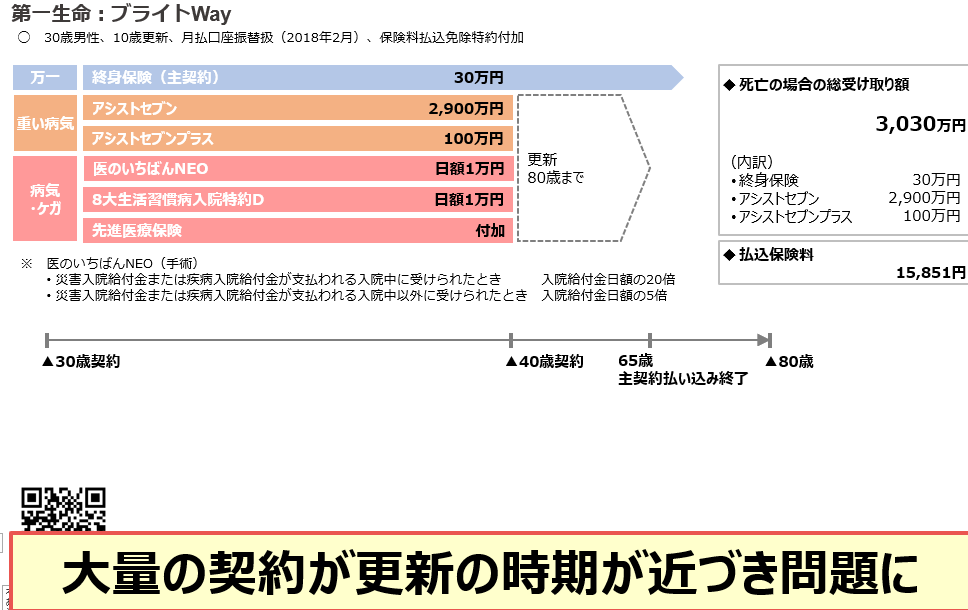 第一生命：ブライトWay
○ 30歳男性、10歳更新、月払口座振替扱（2018年2月）、保険料払込免除特約付加
万一 終身保険（主契約） 30万円
重い病気
アシストセブン 2,900万円
アシストセブンプラス 100万円
病気
・ケガ
医のいちばんNEO 日額1万円
8大生活習慣病入院特約D 日額1万円
先進医療保険 付加
更新
80歳まで
◆ 死亡の場合の総受け取り額
3,030万円
（内訳）
・終身保険 30万円
・アシストセブン 2,900万円
・アシストセブンプラス 100万円
◆ 払込保険料
15,851円
※ 医のいちばんNEO（手術）
・災害入院給付金または疾病入院給付金が支払われる入院中に受けられたとき 入院給付金日額の20倍
・災害入院給付金または疾病入院給付金が支払われる入院中以外に受けられたとき 入院給付金日額の5倍
▲30歳契約 ▲40歳契約 65歳 ▲80歳
主契約払い込み終了
大量の契約が更新の時期が近づき問題に